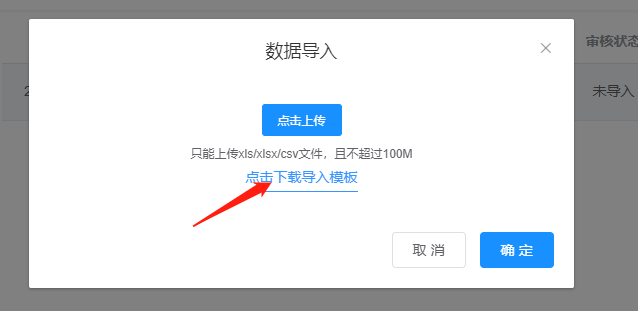 数据导入
审核状态
2
未导入
点击上传
只能上传xls/xlsx/csv文件，且不超过100M
点击下载导入模板
取 消
确 定